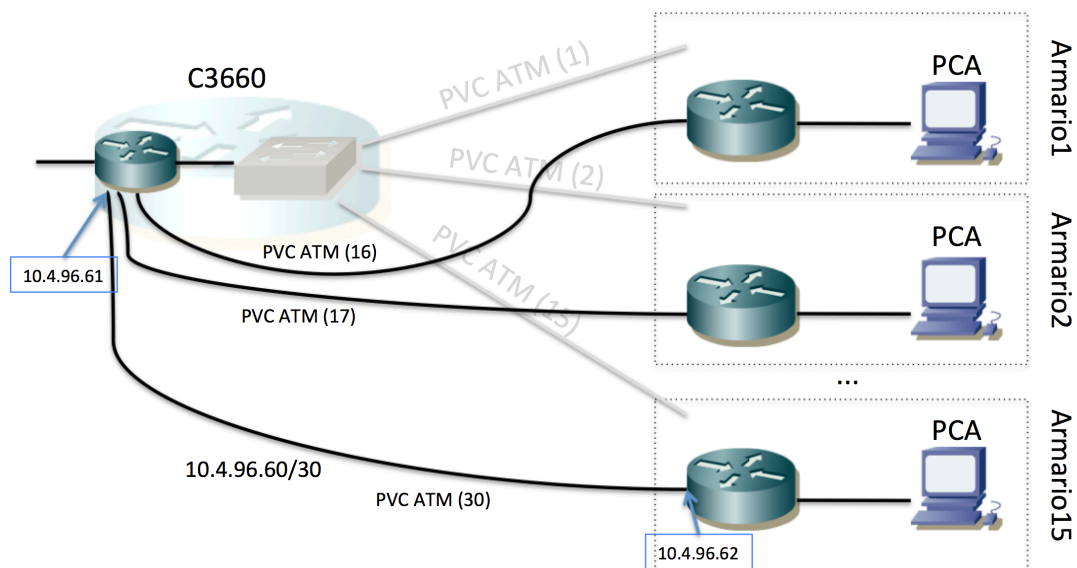 C3660
PVC ATM (1)
PVC ATM (2)
PVC ATM (15)
PVC ATM (16)
PVC ATM (17)
10.4.96.61
10.4.96.60/30
PVC ATM (30)
10.4.96.62
PCA
Armario1
PCA
Armario2
...
PCA
Armario15